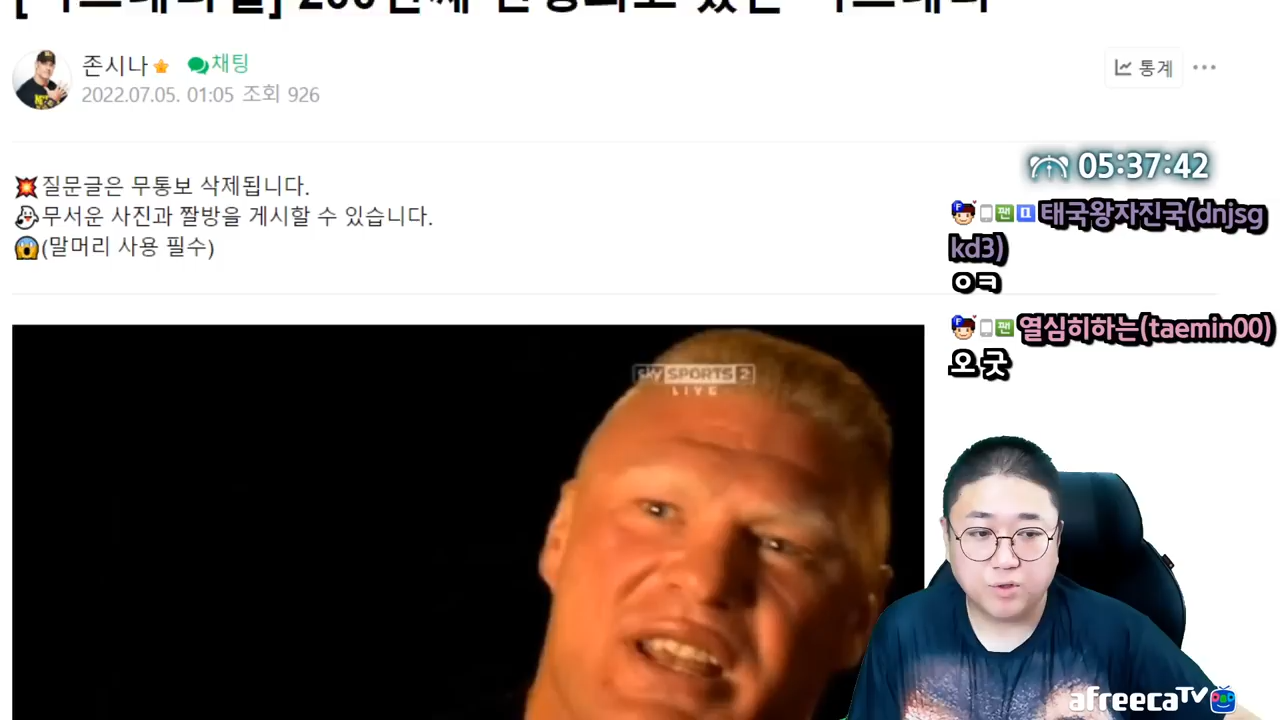 존시나 채팅
2022.07.05. 01:05 조회 926
통계
질문글은 무통보 삭제됩니다.
무서운 사진과 짤방을 게시할 수 있습니다.
(말머리 사용 필수)
05:37:42
태국왕자진국(dnjsg
kd3)
ㅇㅋ
열심히하는(taemin00)
오 굿
SKY SPORTS 2
LIVE
afreecaTV